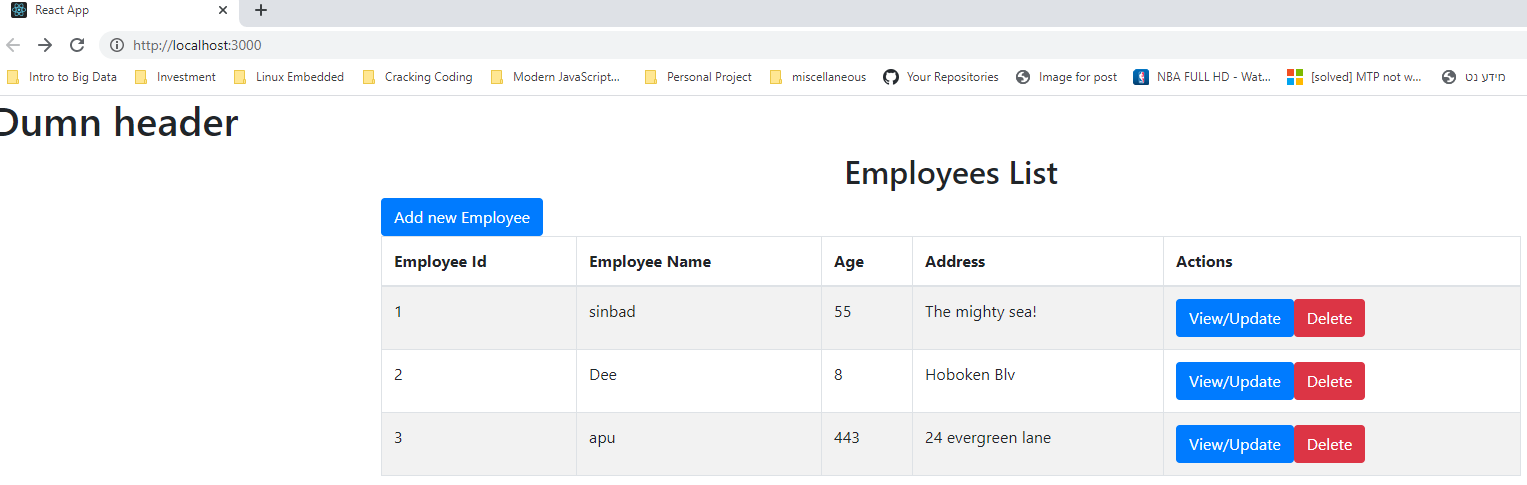 React App
http://localhost:3000
Intro to Big Data Investment Linux Embedded Cracking Coding Modern JavaScript... Personal Project miscellaneous Your Repositories Image for post NBA FULL HD - Wat... [solved] MTP not w... מידע נט
Dumn header
Employees List
Add new Employee
Employee Id Employee Name Age Address Actions
1 sinbad 55 The mighty sea! View/Update Delete
2 Dee 8 Hoboken Blv View/Update Delete
3 apu 443 24 evergreen lane View/Update Delete